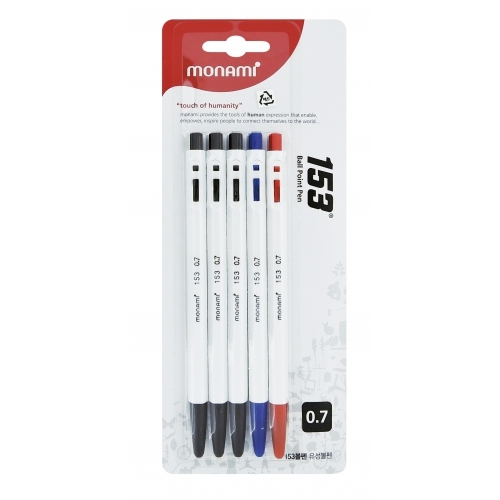 monami
"touch of humanity"
monami provides the tools of human expression that enable,
empower, inspire people to connect themselves to the world...
153®
Ball Point Pen
monami 153 0.7
monami 153 0.7
monami 153 0.7
monami 153 0.7
monami 153 0.7
0.7
153볼펜 유성볼펜